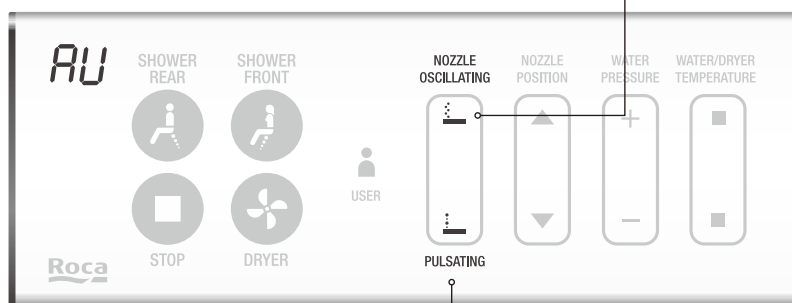 AU
SHOWER
REAR
SHOWER
FRONT
NOZZLE
OSCILLATING
NOZZLE
POSITION
WATER
PRESSURE
WATER/DRYER
TEMPERATURE
USER
STOP
DRYER
PULSATING
Roca